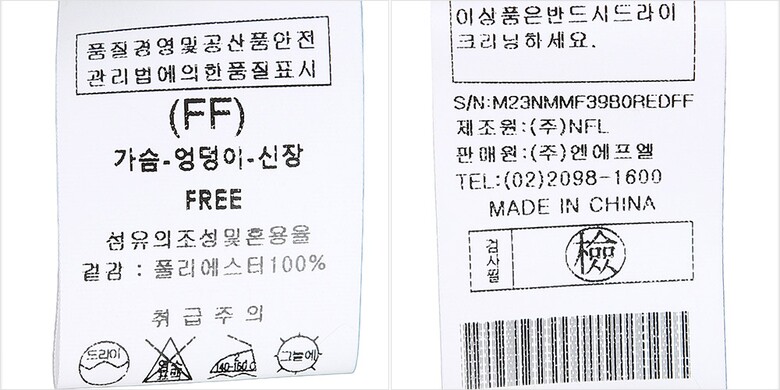 품질경영및공산품안전
관리법에의한품질표시
(FF)
가슴-엉덩이-신장
FREE
섬유의조성및혼용율
겉감 : 폴리에스터100%
취급주의
드라이
염소
표백
140-160℃
그늘에
이상품은반드시드라이
크리닝하세요.
S/N:M23NMMF39B0REDFF
제조원:(주)NFL
판매원:(주)엔에프엘
TEL:(02)2098-1600
MADE IN CHINA
검사필
檢